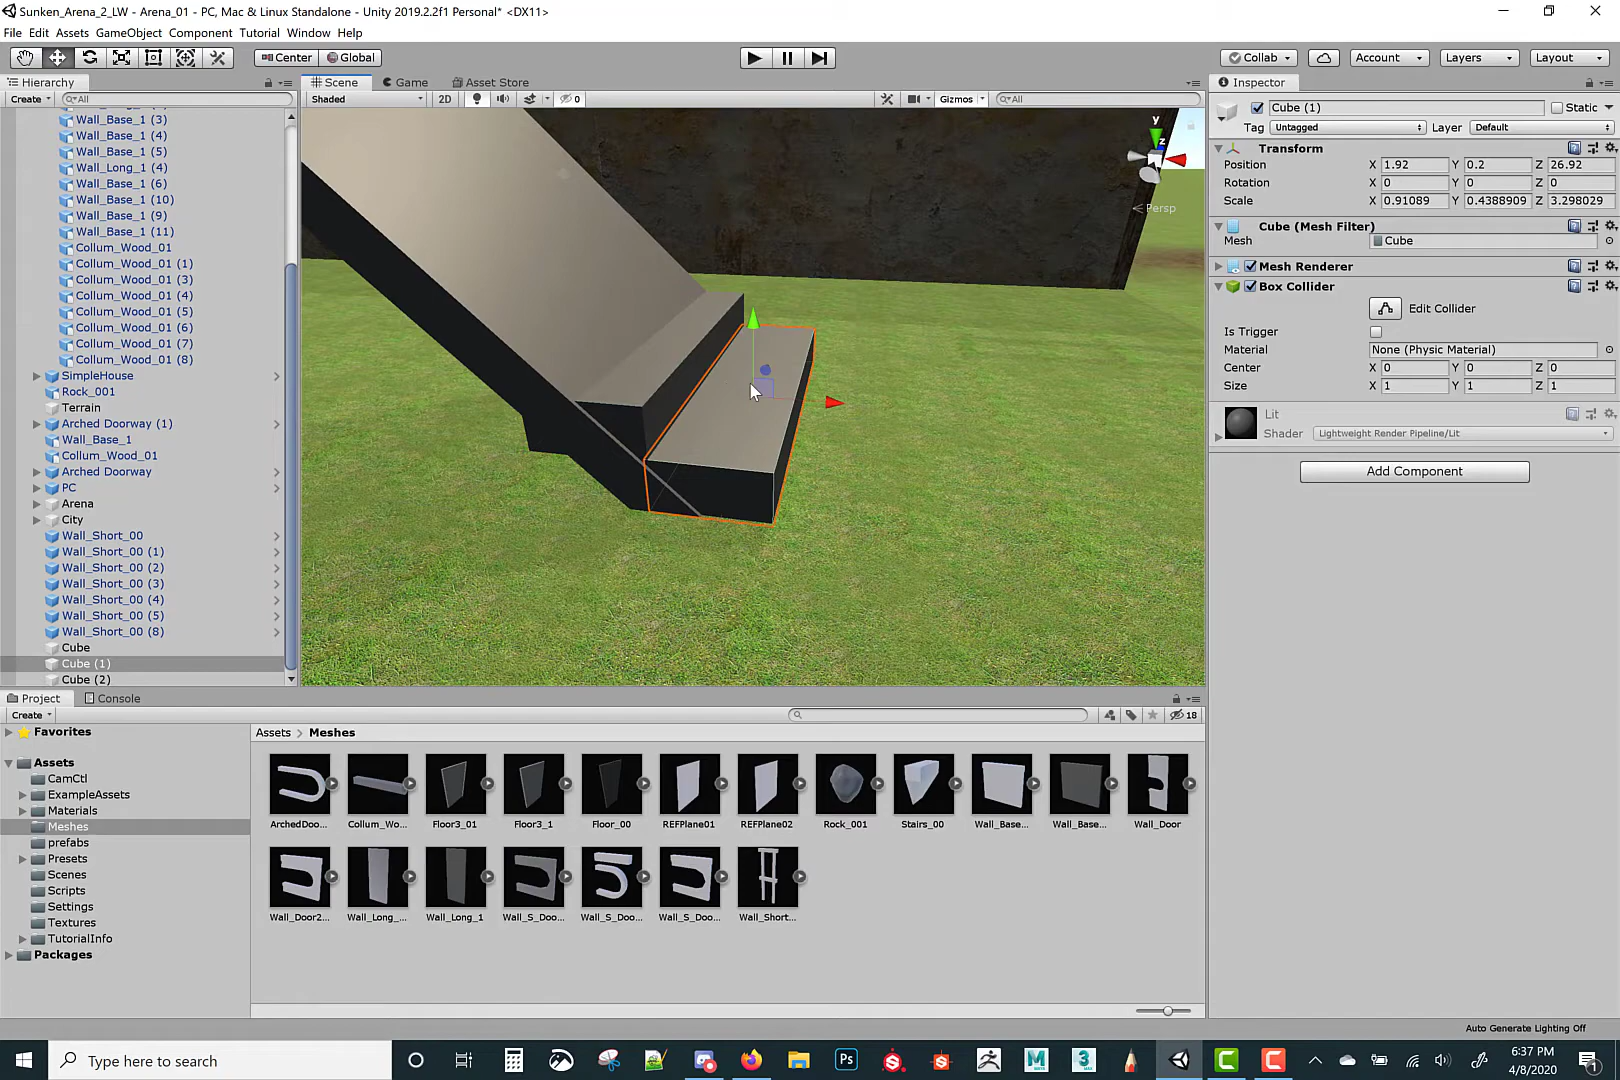 Sunken_Arena_2_LW - Arena_01 - PC, Mac & Linux Standalone - Unity 2019.2.2f1 Personal* <DX11>
File Edit Assets GameObject Component Tutorial Window Help
Center Global Collab Account Layers Layout
Hierarchy
Create All
Wall_Base_1 (3)
Wall_Base_1 (4)
Wall_Base_1 (5)
Wall_Long_1 (4)
Wall_Base_1 (6)
Wall_Base_1 (10)
Wall_Base_1 (9)
Wall_Base_1 (11)
Collum_Wood_01
Collum_Wood_01 (1)
Collum_Wood_01 (3)
Collum_Wood_01 (4)
Collum_Wood_01 (5)
Collum_Wood_01 (6)
Collum_Wood_01 (7)
Collum_Wood_01 (8)
SimpleHouse
Rock_001
Terrain
Arched Doorway (1)
Wall_Base_1
Collum_Wood_01
Arched Doorway
PC
Arena
City
Wall_Short_00
Wall_Short_00 (1)
Wall_Short_00 (2)
Wall_Short_00 (3)
Wall_Short_00 (4)
Wall_Short_00 (5)
Wall_Short_00 (8)
Cube
Cube (1)
Cube (2)
Scene Game Asset Store
Shaded 2D 0 Gizmos All
y
z
Persp
Inspector
Cube (1) Static
Tag Untagged Layer Default
Transform
Position X 1.92 Y 0.2 Z 26.92
Rotation X 0 Y 0 Z 0
Scale X 0.91089 Y 0.4388909 Z 3.298029
Cube (Mesh Filter)
Mesh Cube
Mesh Renderer
Box Collider
Edit Collider
Is Trigger
Material None (Physic Material)
Center X 0 Y 0 Z 0
Size X 1 Y 1 Z 1
Lit
Shader Lightweight Render Pipeline/Lit
Add Component
Project Console
Create 18
Favorites
Assets
CamCtl
ExampleAssets
Materials
Meshes
prefabs
Presets
Scenes
Scripts
Settings
Textures
TutorialInfo
Packages
Assets > Meshes
ArchedDoo... Collum_Wo... Floor3_01 Floor3_1 Floor_00 REFPlane01 REFPlane02 Rock_001 Stairs_00 Wall_Base... Wall_Base... Wall_Door
Wall_Door2... Wall_Long_... Wall_Long_1 Wall_S_Doo... Wall_S_Doo... Wall_S_Doo... Wall_Short...
Auto Generate Lighting Off
Type here to search
Ps
M
3
6:37 PM
4/8/2020
1